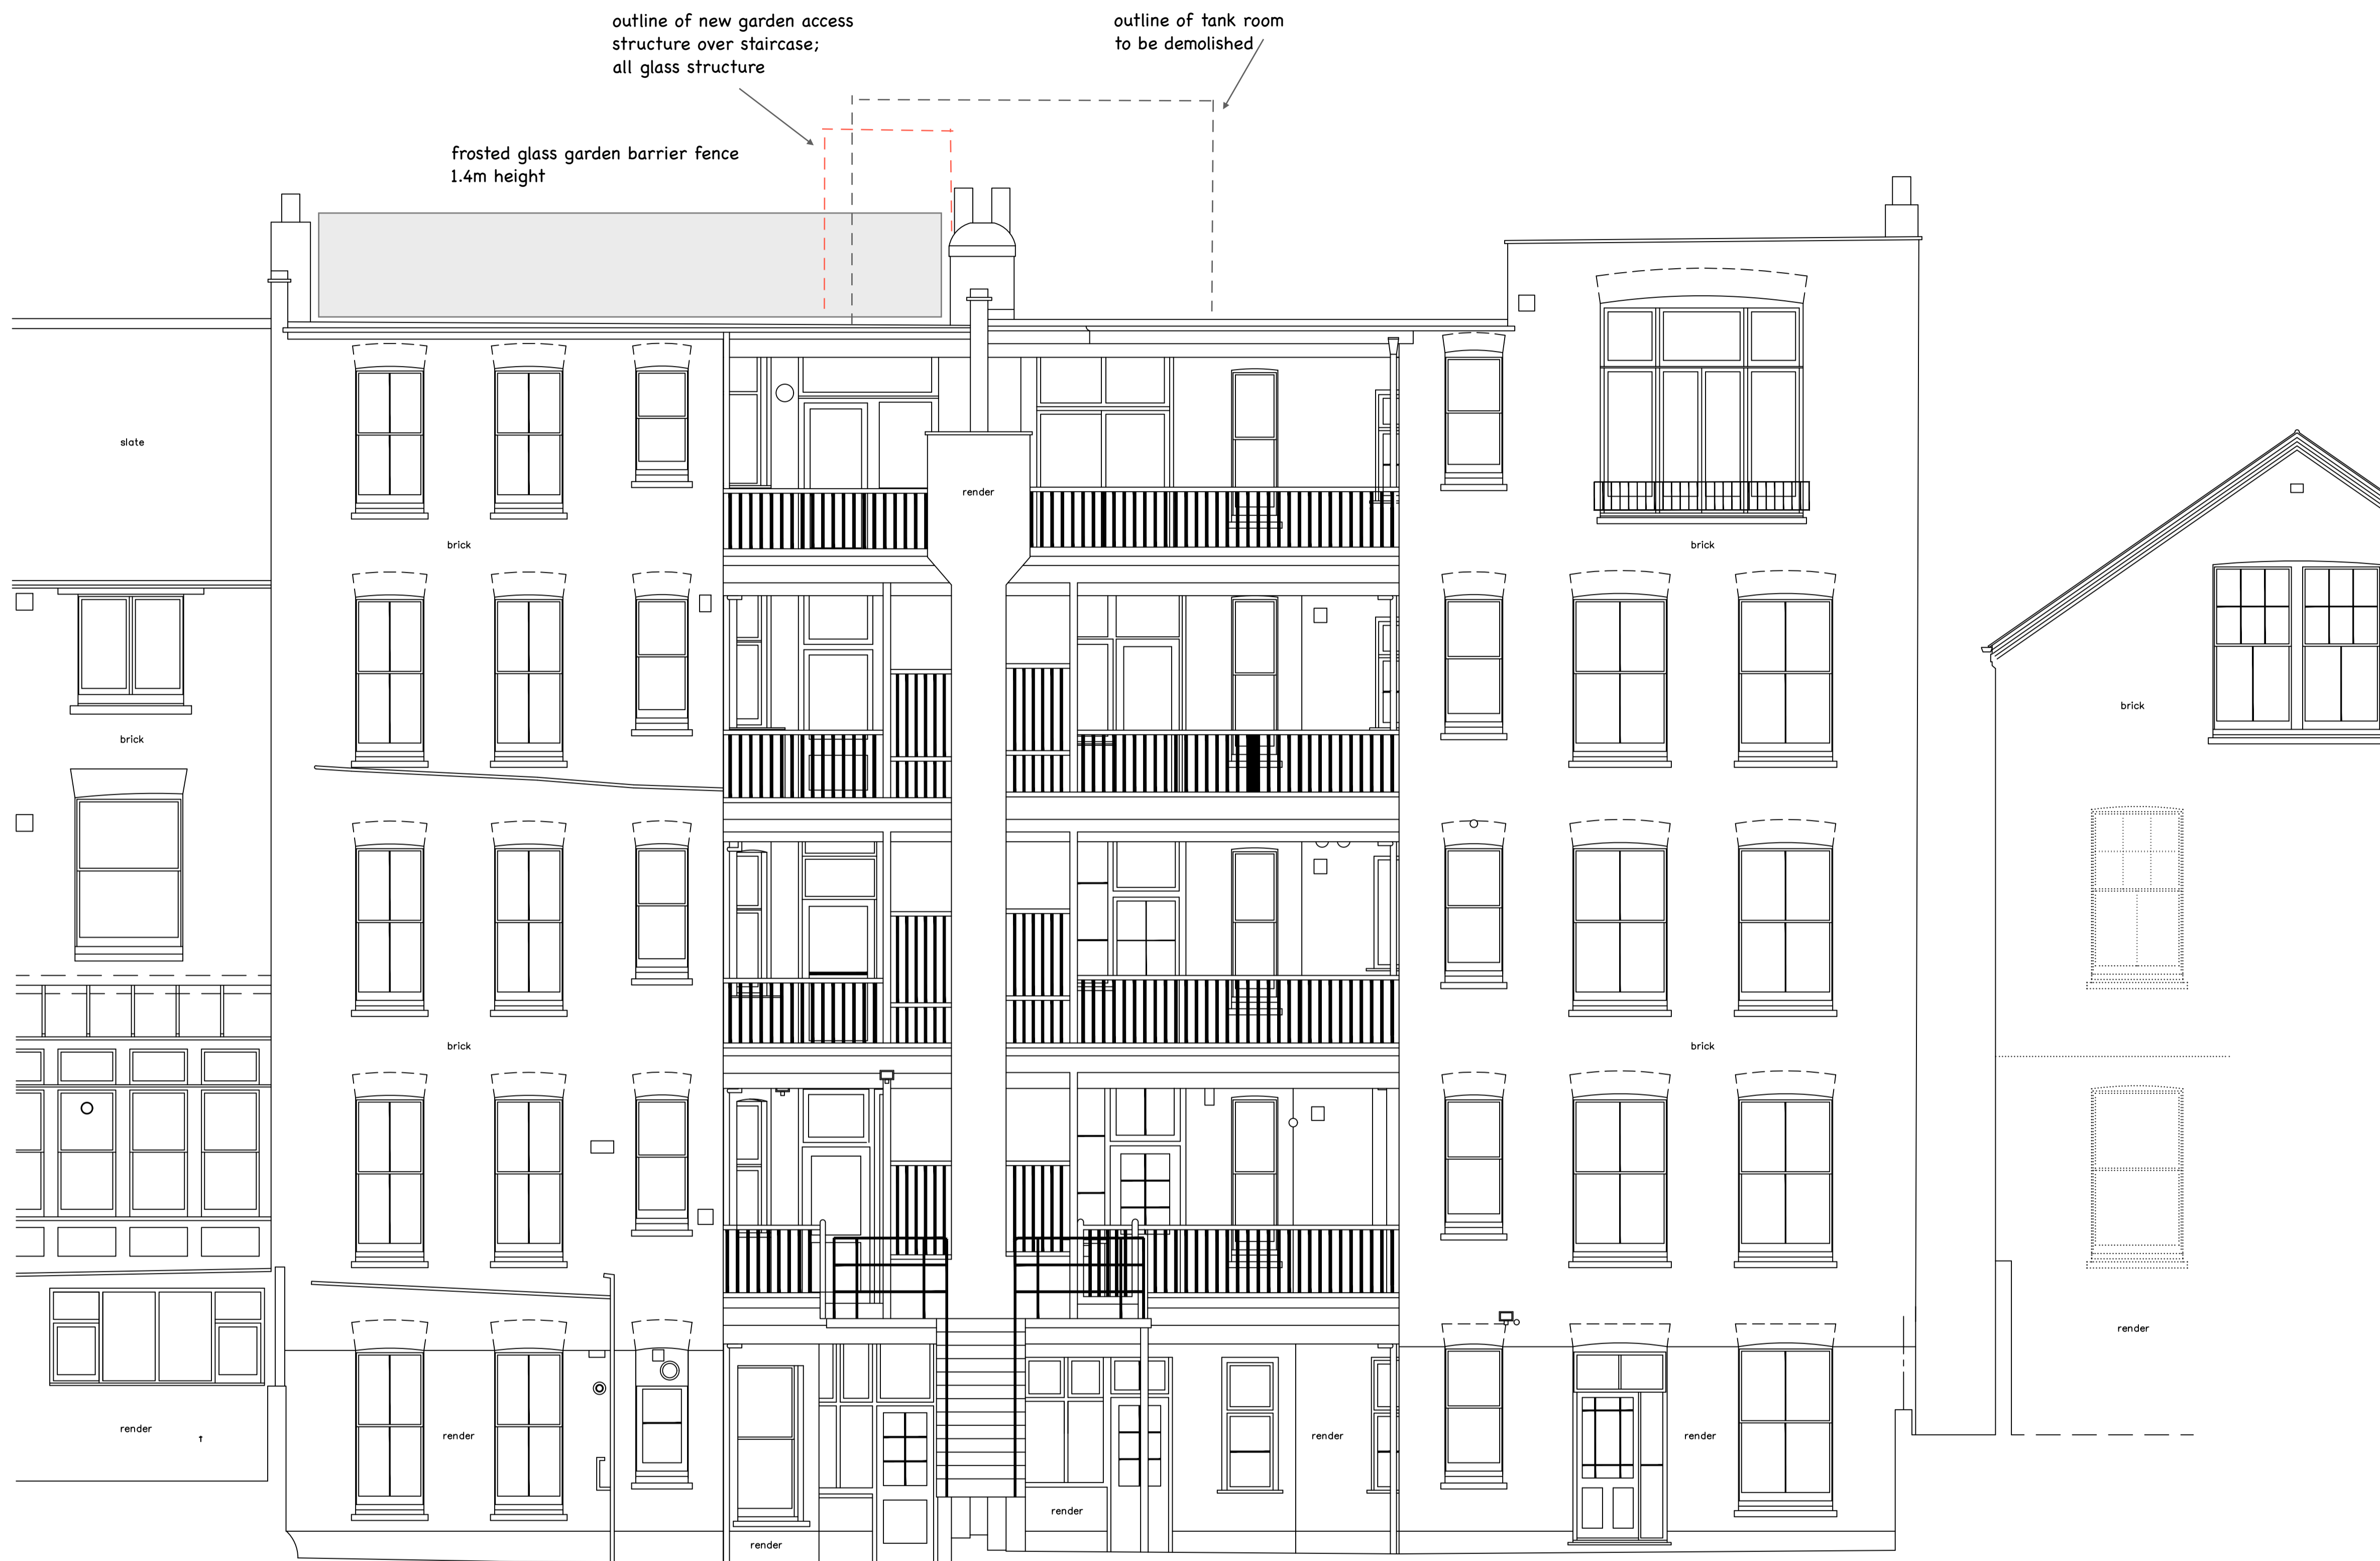 outline of new garden access
structure over staircase;
all glass structure
outline of tank room
to be demolished
frosted glass garden barrier fence
1.4m height
slate
render
brick
brick
brick
brick
brick
brick
render
render
render
render
render
render
render